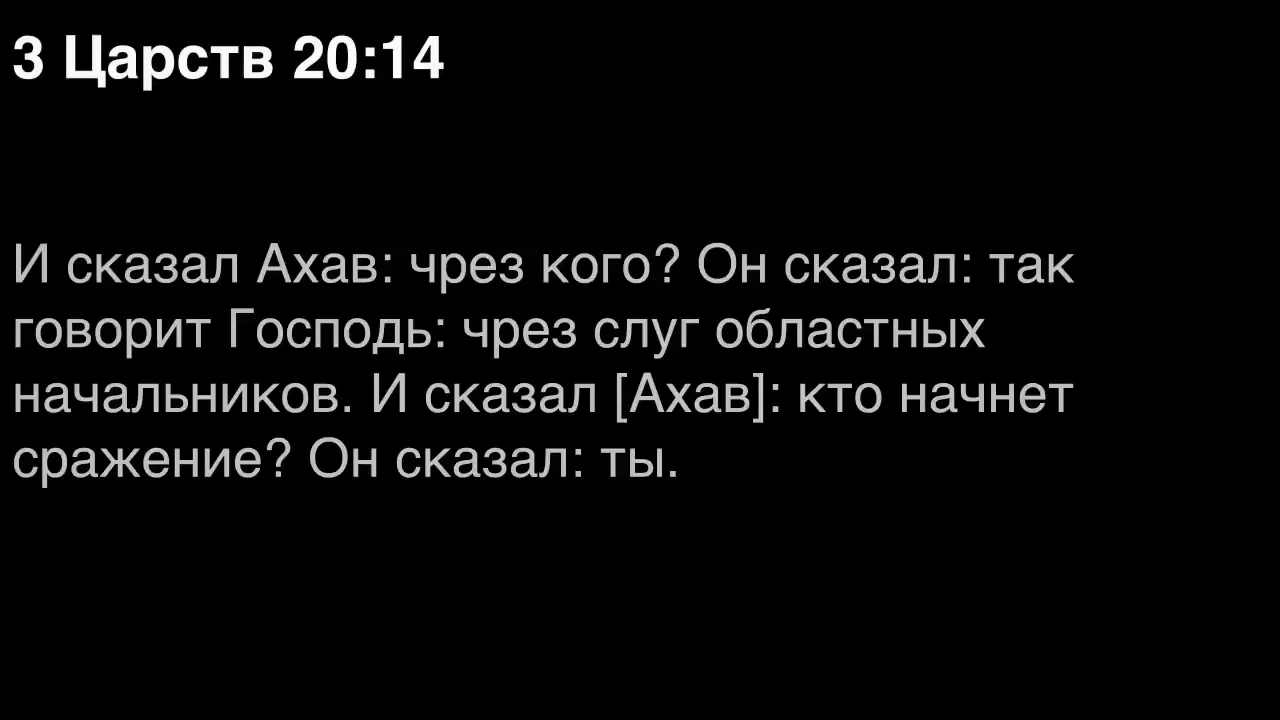 3 Царств 20:14
И сказал Ахав: чрез кого? Он сказал: так
говорит Господь: чрез слуг областных
начальников. И сказал [Ахав]: кто начнет
сражение? Он сказал: ты.